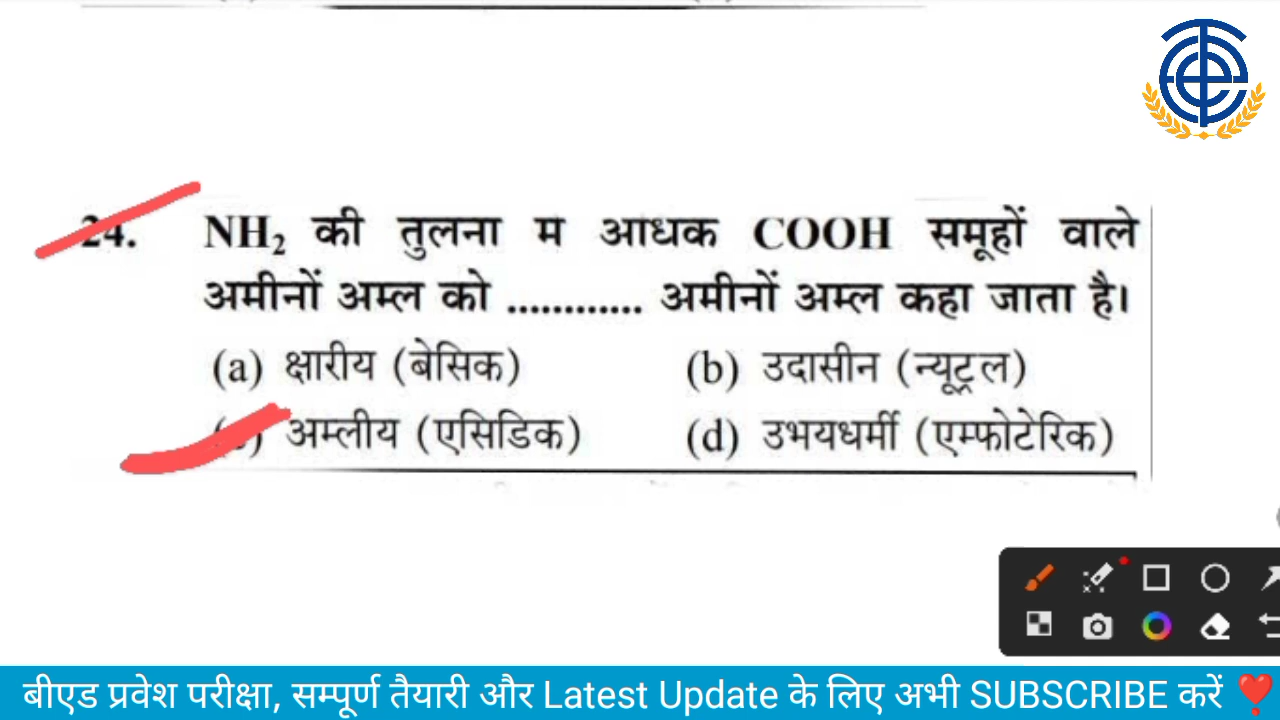 24. NH₂ की तुलना म आधक COOH समूहों वाले
अमीनों अम्ल को ............. अमीनों अम्ल कहा जाता है।
(a) क्षारीय (बेसिक) (b) उदासीन (न्यूट्रल)
(c) अम्लीय (एसिडिक) (d) उभयधर्मी (एम्फोटेरिक)
बीएड प्रवेश परीक्षा, सम्पूर्ण तैयारी और Latest Update के लिए अभी SUBSCRIBE करें ❣️